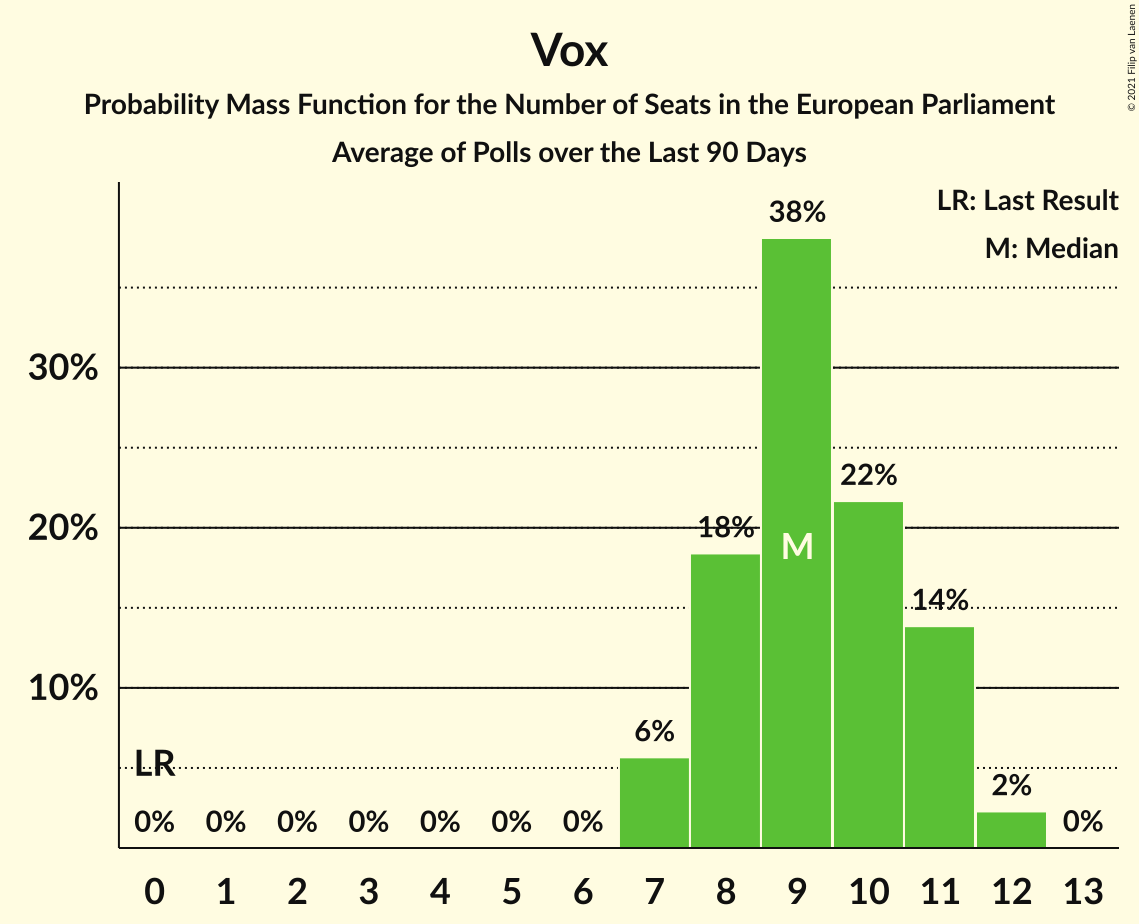 Vox
Probability Mass Function for the Number of Seats in the European Parliament
Average of Polls over the Last 90 Days
© 2021 Filip van Laenen
LR: Last Result
M: Median
38%
30%
22%
20%
18%
M
14%
10%
6%
LR
2%
0% 0% 0% 0% 0% 0% 0% 0%
0 1 2 3 4 5 6 7 8 9 10 11 12 13